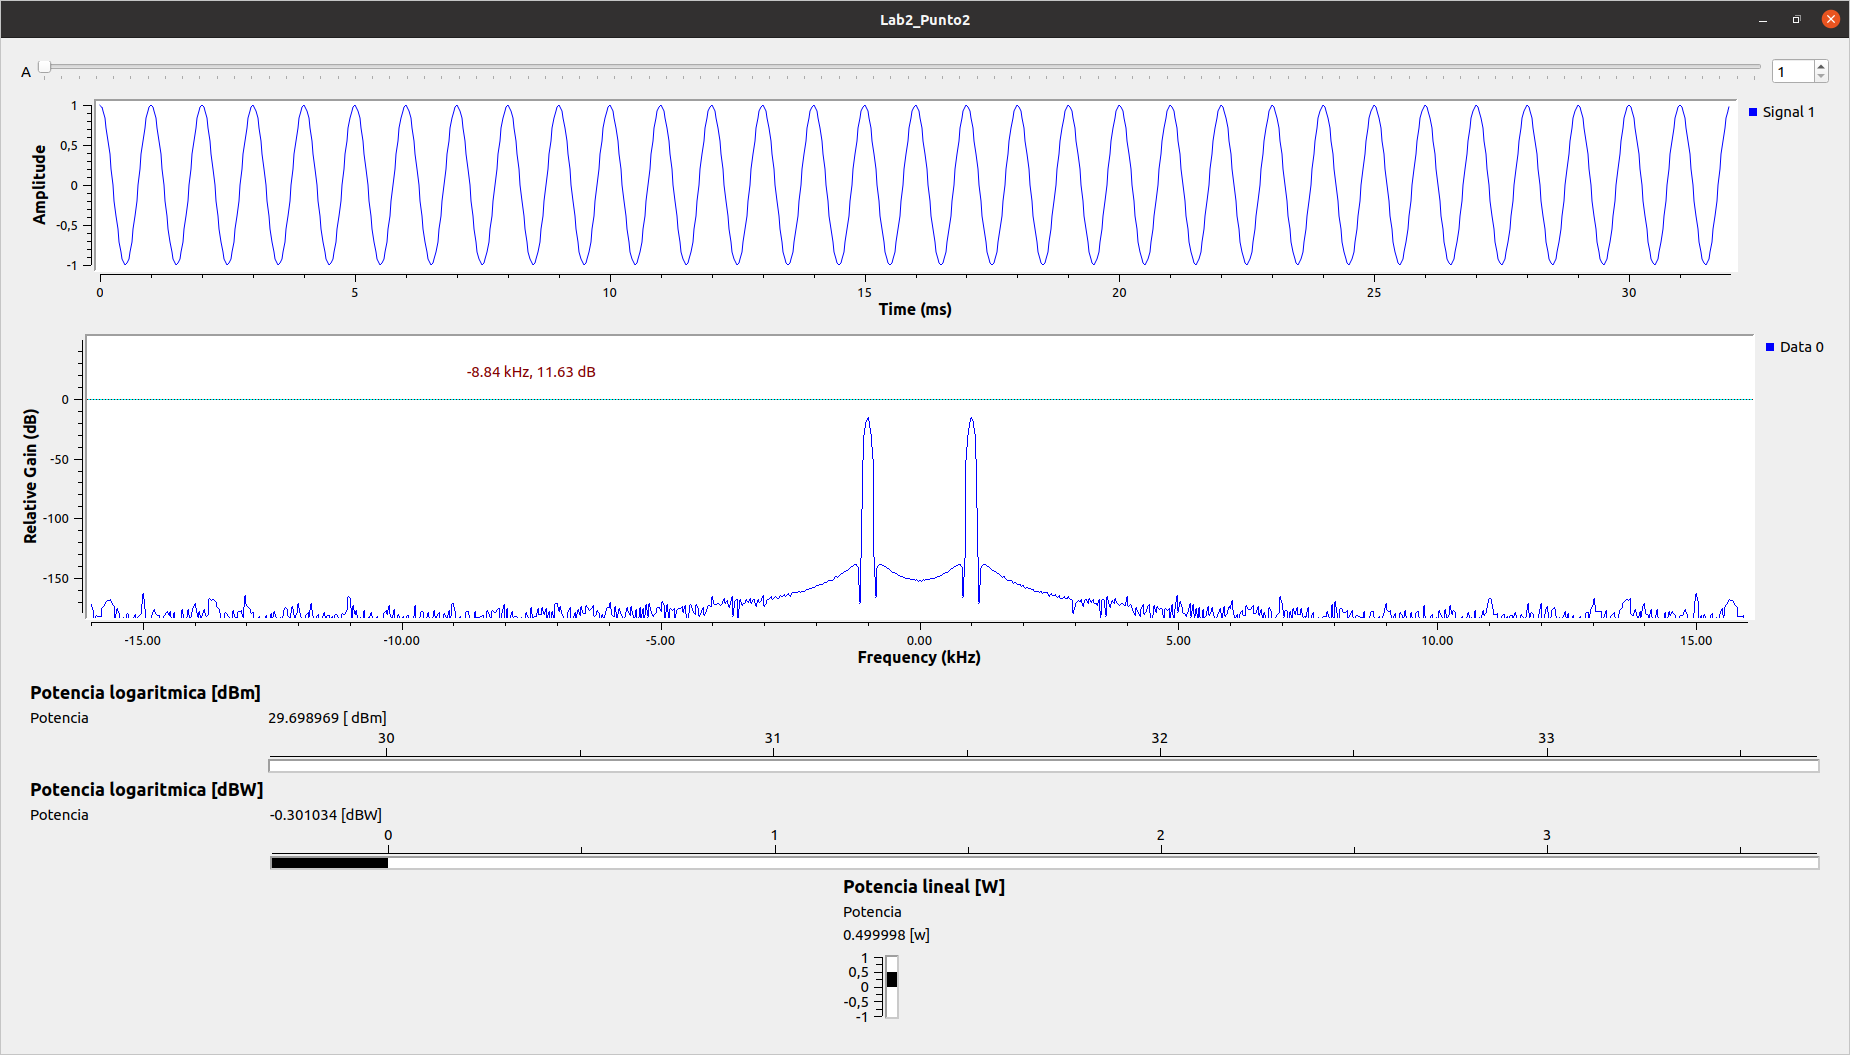 Lab2_Punto2
A
1
1
0,5
0
-0,5
-1
Amplitude
Signal 1
0 5 10 15 20 25 30
Time (ms)
-8.84 kHz, 11.63 dB
Data 0
0
-50
-100
-150
Relative Gain (dB)
-15.00 -10.00 -5.00 0.00 5.00 10.00 15.00
Frequency (kHz)
Potencia logaritmica [dBm]
Potencia 29.698969 [ dBm]
30 31 32 33
Potencia logaritmica [dBW]
Potencia -0.301034 [dBW]
0 1 2 3
Potencia lineal [W]
Potencia
0.499998 [w]
1
0,5
0
-0,5
-1